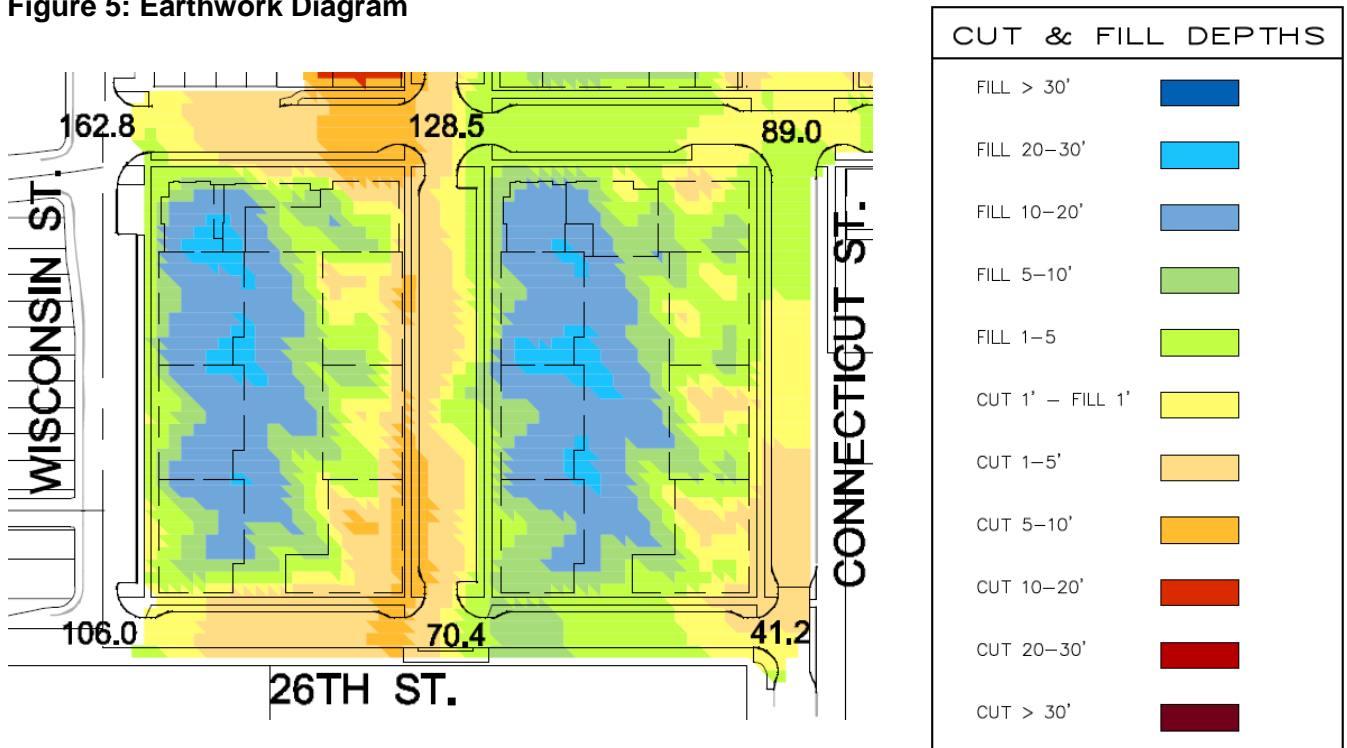 Figure 5: Earthwork Diagram
162.8
128.5
89.0
WISCONSIN ST.
CONNECTICUT ST.
106.0
70.4
41.2
26TH ST.
CUT & FILL DEPTHS
FILL > 30'
FILL 20-30'
FILL 10-20'
FILL 5-10'
FILL 1-5
CUT 1' - FILL 1'
CUT 1-5'
CUT 5-10'
CUT 10-20'
CUT 20-30'
CUT > 30'